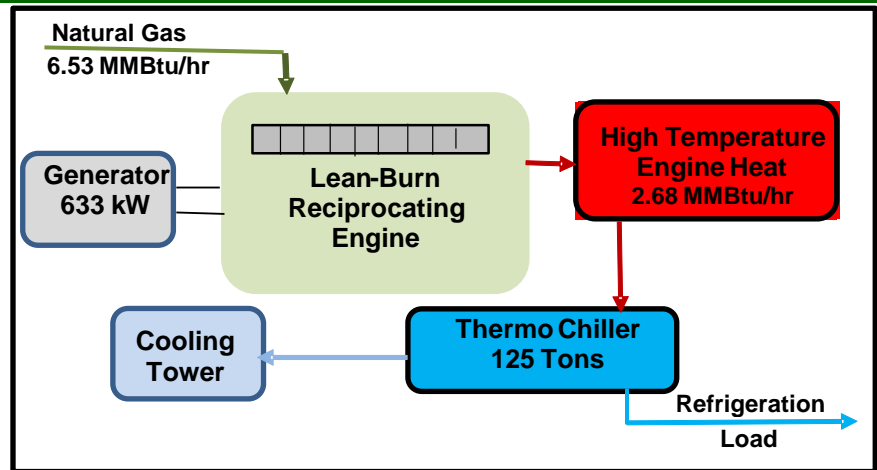 Natural Gas
6.53 MMBtu/hr
Generator
633 kW
Lean-Burn
Reciprocating
Engine
High Temperature
Engine Heat
2.68 MMBtu/hr
Cooling
Tower
Thermo Chiller
125 Tons
Refrigeration
Load